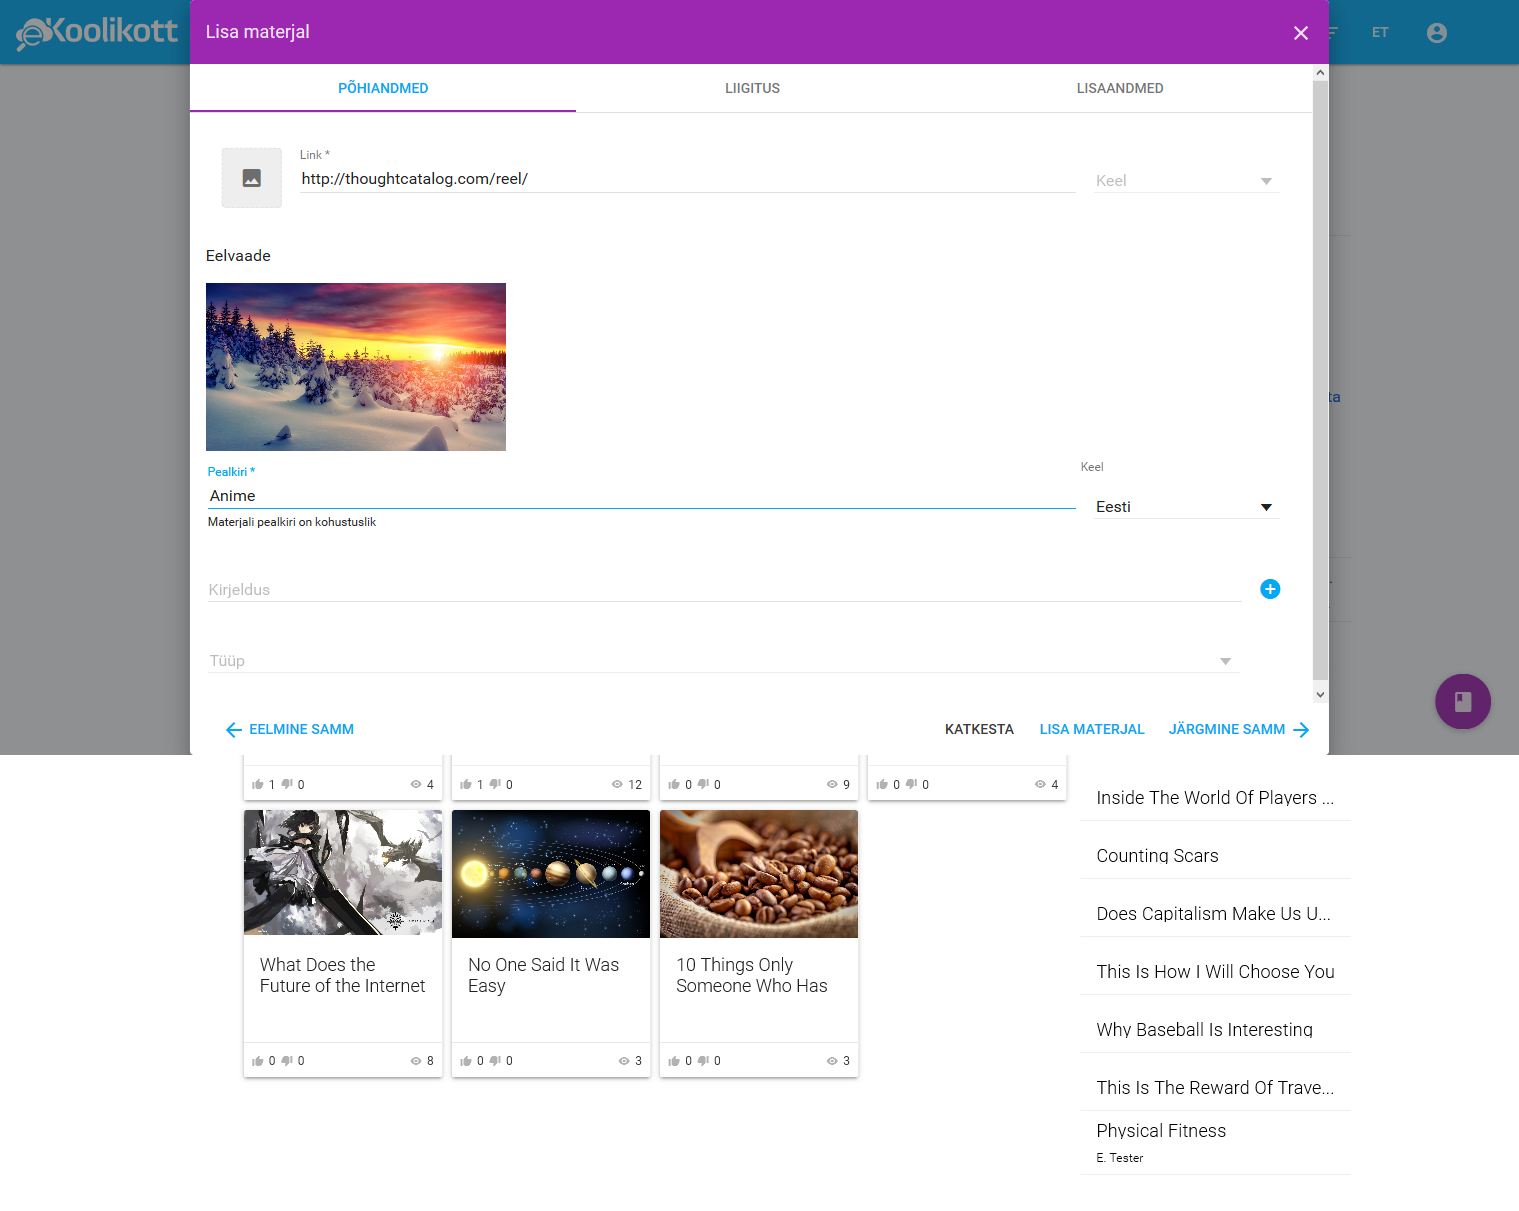 eKoolikott
Lisa materjal
ET
PÕHIANDMED
LIIGITUS
LISAANDMED
Link *
http://thoughtcatalog.com/reel/
Keel
Eelvaade
ta
Pealkiri *
Keel
Anime
Eesti
Materjali pealkiri on kohustuslik
Kirjeldus
Tüüp
EELMINE SAMM
KATKESTA
LISA MATERJAL
JÄRGMINE SAMM
1 0 4
1 0 12
0 0 9
0 0 4
What Does the
Future of the Internet
0 0 8
No One Said It Was
Easy
0 0 3
10 Things Only
Someone Who Has
0 0 3
Inside The World Of Players ...
Counting Scars
Does Capitalism Make Us U...
This Is How I Will Choose You
Why Baseball Is Interesting
This Is The Reward Of Trave...
Physical Fitness
E. Tester